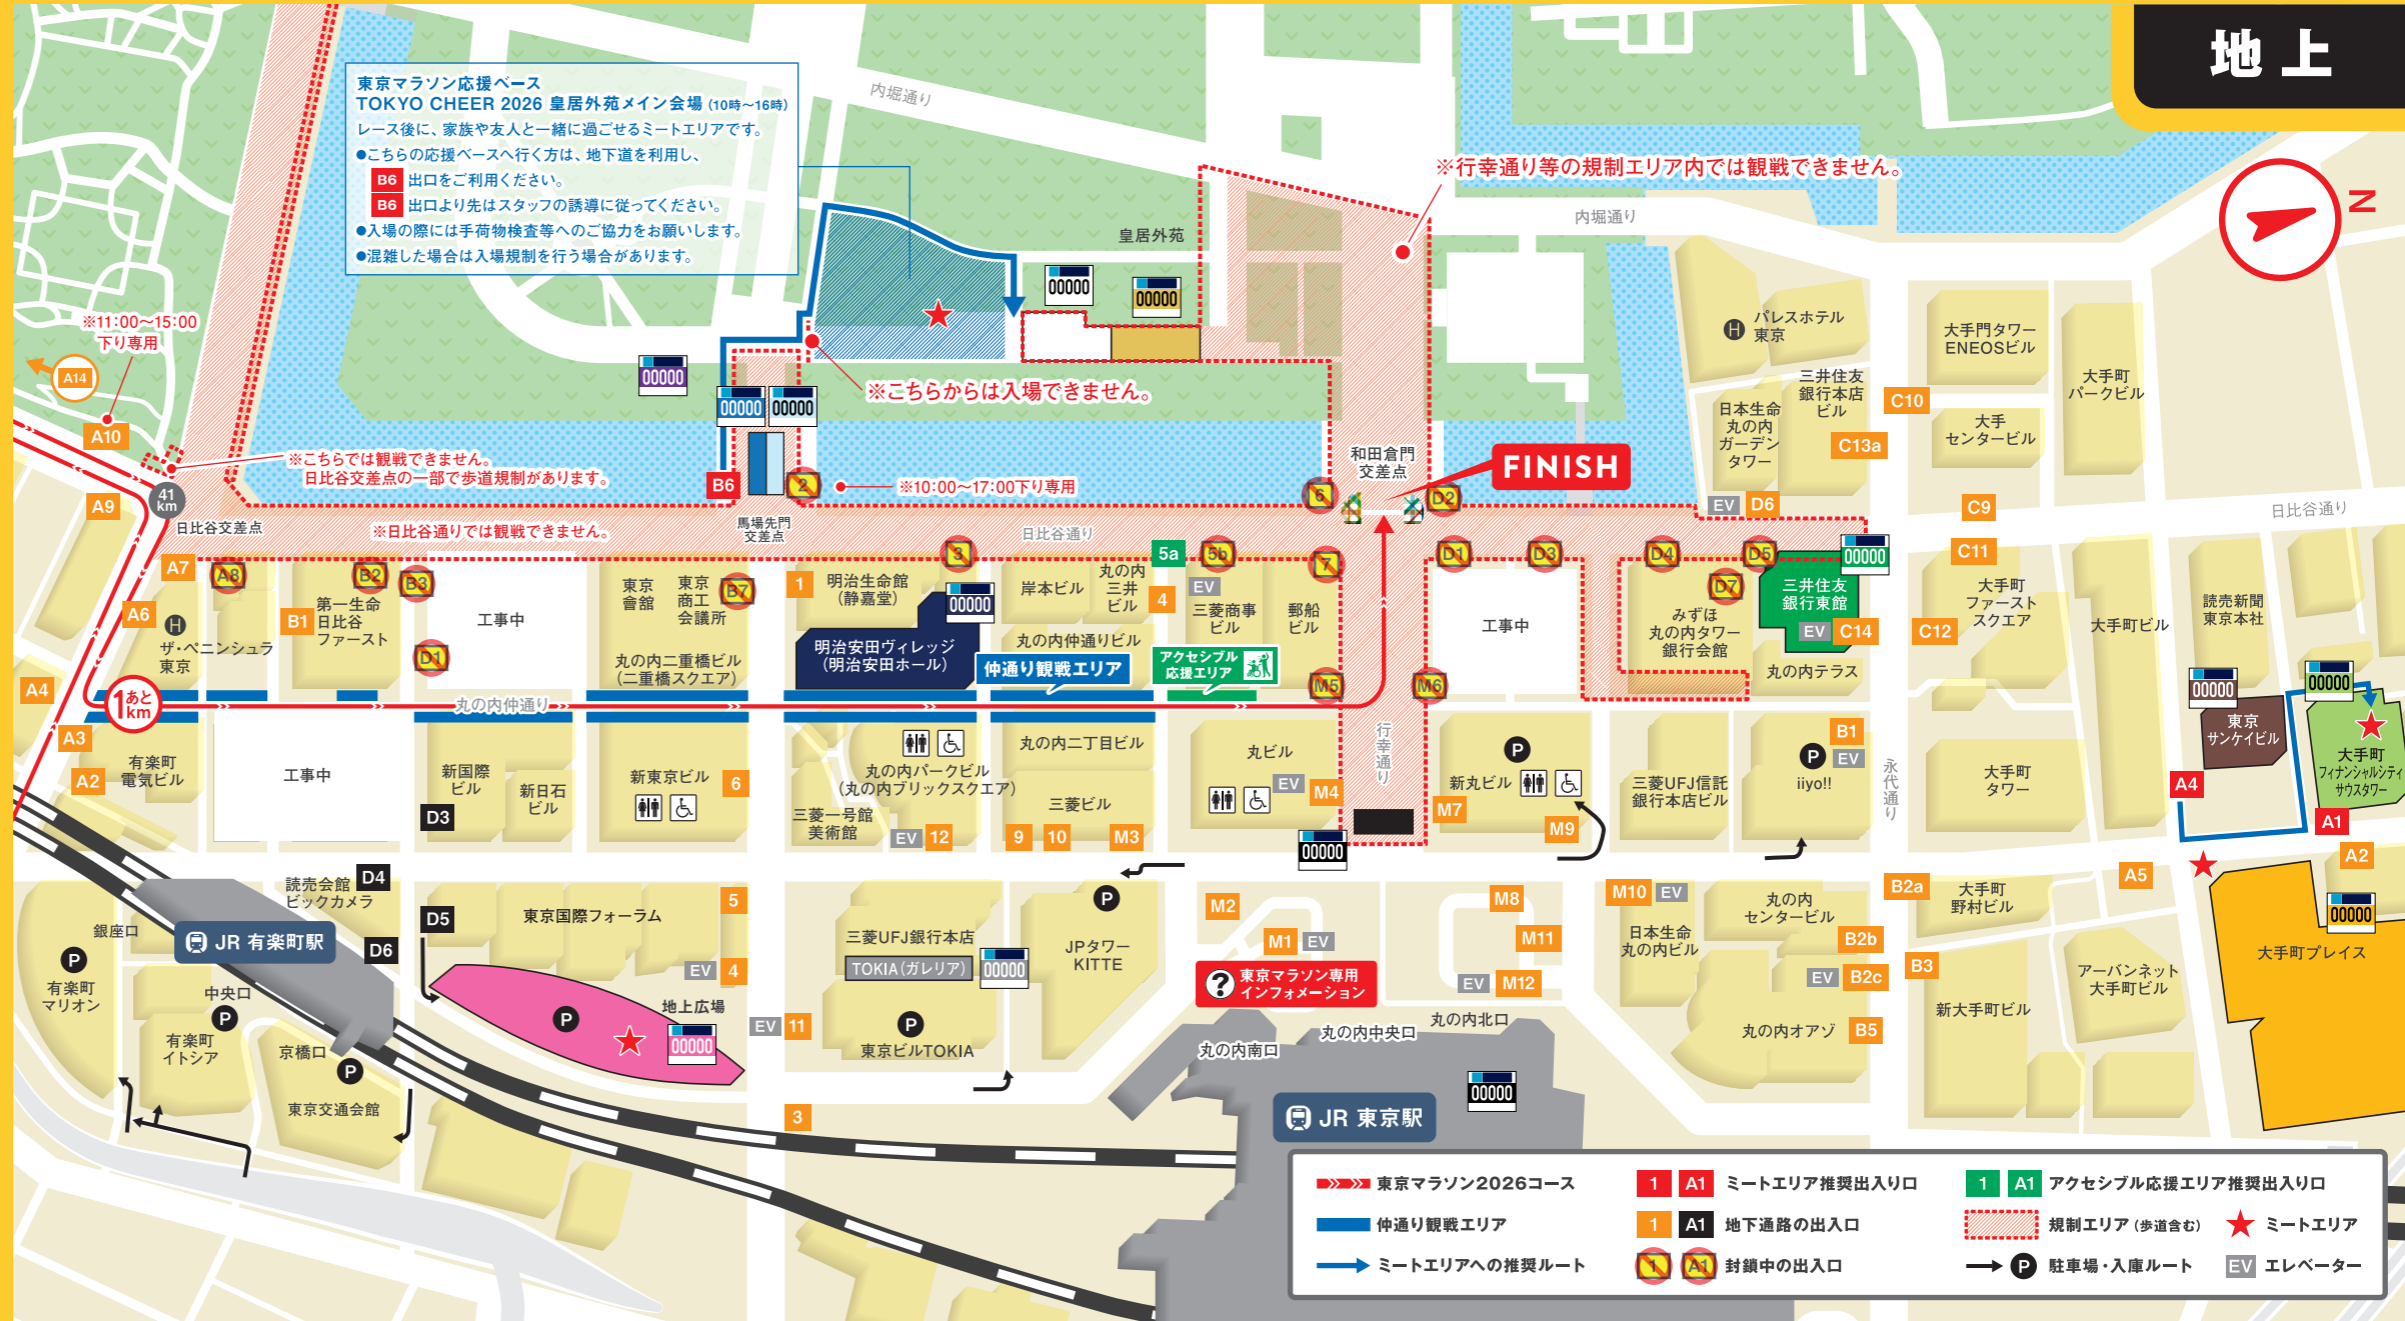 地上
N
東京マラソン応援ベース
TOKYO CHEER 2026 皇居外苑メイン会場 (10時〜16時)
レース後に、家族や友人と一緒に過ごせるミートエリアです。
●こちらの応援ベースへ行く方は、地下道を利用し、
B6 出口をご利用ください。
B6 出口より先はスタッフの誘導に従ってください。
●入場の際には手荷物検査等へのご協力をお願いします。
●混雑した場合は入場規制を行う場合があります。
内堀通り
※行幸通り等の規制エリア内では観戦できません。
内堀通り
皇居外苑
00000
00000
※11:00〜15:00
下り専用
A14
A10
00000
00000
00000
※こちらからは入場できません。
H パレスホテル
東京
大手門タワー
ENEOSビル
三井住友
銀行本店
ビル
大手町
パークビル
日本生命
丸の内
ガーデン
タワー
C10
大手
センタービル
C13a
和田倉門
交差点
FINISH
※こちらでは観戦できません。
日比谷交差点の一部で歩道規制があります。
B6
2
※10:00〜17:00下り専用
6
D2
EV D6
C9
日比谷通り
A9
41
km
日比谷交差点
※日比谷通りでは観戦できません。
馬場先門
交差点
日比谷通り
C11
A7
A8
B2
B3
B7
3
5a
5b
EV
7
D1
D3
D4
D5
D7
00000
A6
H
ザ・ペニンシュラ
東京
B1
第一生命
日比谷
ファースト
D1
工事中
東京
會館
東京
商工
会議所
丸の内二重橋ビル
(二重橋スクエア)
1
明治生命館
(静嘉堂)
00000
明治安田ヴィレッジ
(明治安田ホール)
岸本ビル
丸の内
三井
ビル
4
丸の内仲通りビル
三菱商事
ビル
郵船
ビル
工事中
みずほ
丸の内タワー
銀行会館
三井住友
銀行東館
EV C14
丸の内テラス
C12
大手町
ファースト
スクエア
大手町ビル
読売新聞
東京本社
仲通り観戦エリア
アクセシブル
応援エリア
M5
M6
A4
あと
1km
丸の内仲通り
00000
00000
A3
A2
有楽町
電気ビル
工事中
新国際
ビル
新日石
ビル
D3
新東京ビル
6
丸の内パークビル
(丸の内ブリックスクエア)
三菱一号館
美術館
EV 12
丸の内二丁目ビル
三菱ビル
9
10
M3
丸ビル
EV M4
行幸通り
P
新丸ビル
M7
M9
三菱UFJ信託
銀行本店ビル
B1
P EV
iiyo!!
永代通り
大手町
タワー
東京
サンケイビル
大手町
フィナンシャルシティ
サウスタワー
A4
A1
00000
A2
読売会館
ビックカメラ
D4
D5
D6
銀座口
JR 有楽町駅
東京国際フォーラム
5
EV 4
三菱UFJ銀行本店
TOKIA(ガレリア)
00000
P
JPタワー
KITTE
M2
M1 EV
M8
M11
EV M12
M10 EV
日本生命
丸の内ビル
丸の内
センタービル
B2b
EV B2c
B2a
大手町
野村ビル
A5
B3
アーバンネット
大手町ビル
00000
大手町プレイス
? 東京マラソン専用
インフォメーション
P
有楽町
マリオン
中央口
P
有楽町
イトシア
京橋口
P
東京交通会館
P
地上広場
00000
EV 11
P
東京ビルTOKIA
丸の内南口
丸の内中央口
丸の内北口
丸の内オアゾ
B5
新大手町ビル
3
00000
JR 東京駅
東京マラソン2026コース
1 A1 ミートエリア推奨出入り口
1 A1 アクセシブル応援エリア推奨出入り口
仲通り観戦エリア
1 A1 地下通路の出入口
規制エリア (歩道含む)
ミートエリア
ミートエリアへの推奨ルート
1 A1 封鎖中の出入口
P 駐車場・入庫ルート
EV エレベーター